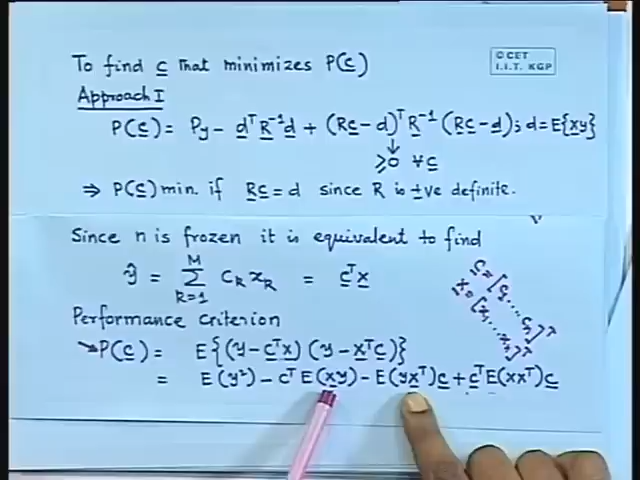 To find c that minimizes P(c)
© CET
I.I.T. KGP
Approach I
P(c) = Py - dᵀR⁻¹d + (Rc - d)ᵀR⁻¹(Rc - d); d = E{xy}
↓
≥0 ∀c
⇒ P(c) min. if Rc = d since R is +ve definite.
Since n is frozen it is equivalent to find
ŷ = Σ_{k=1}^{M} c_k x_k = cᵀx
c = [c₁ .... c_M]ᵀ
x = [x₁ .... x_M]ᵀ
Performance criterion
P(c) = E{(y - cᵀx)(y - xᵀc)}
= E(y²) - cᵀE(xy) - E(yxᵀ)c + cᵀE(xxᵀ)c